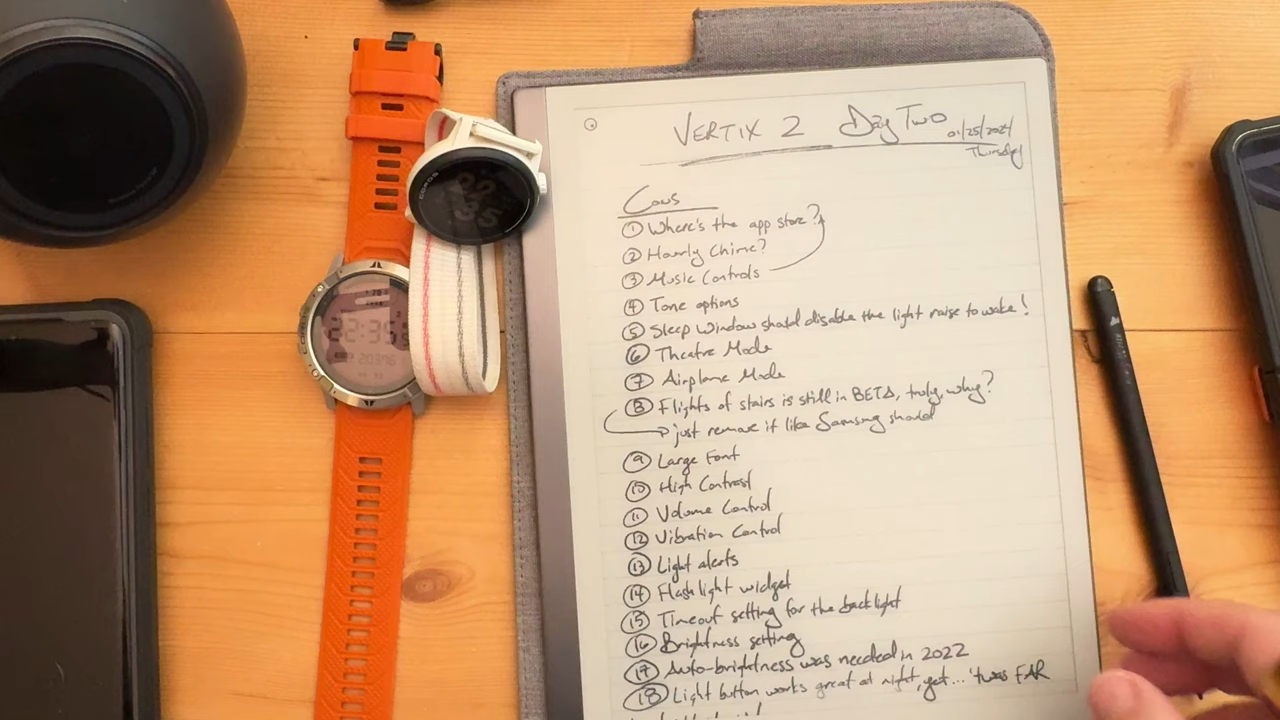 VERTIX 2 Day Two
01/25/2024
Thursday
Cons
① Where's the app store?
② Hourly Chime?
③ Music Controls
④ Tone options
⑤ Sleep Window should disable the light raise to wake!
⑥ Theatre Mode
⑦ Airplane Mode
⑧ Flights of stairs is still in BETA, truly, why?
→ just remove it like Samsung should
⑨ Large Font
⑩ High Contrast
⑪ Volume Control
⑫ Vibration Control
⑬ Light alerts
⑭ Flashlight widget
⑮ Timeout setting for the backlight
⑯ Brightness setting
⑰ Auto-brightness was needed in 2022
⑱ Light button works great at night, yet... 'twas FAR
COROS
22:35